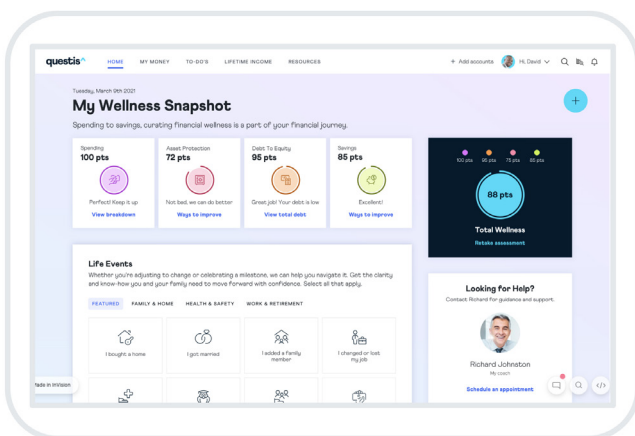 questis
HOME MY MONEY TO-DO'S LIFETIME INCOME RESOURCES
+ Add accounts Hi, David
Tuesday, March 9th 2021
My Wellness Snapshot
Spending to savings, curating financial wellness is a part of your financial journey.
Spending
100 pts
Perfect! Keep it up
View breakdown
Asset Protection
72 pts
Not bad, we can do better
Ways to improve
Debt To Equity
95 pts
Great job! Your debt is low
View total debt
Savings
85 pts
Excellent!
Ways to improve
100 pts 95 pts 75 pts 85 pts
88 pts
Total Wellness
Retake assessment
Life Events
Whether you're adjusting to change or celebrating a milestone, we can help you navigate it. Get the clarity
and know-how you and your family need to move forward with confidence. Select all that apply.
FEATURED FAMILY & HOME HEALTH & SAFETY WORK & RETIREMENT
I bought a home
I got married
I added a family
member
I changed or lost
my job
Looking for Help?
Contact Richard for guidance and support.
Richard Johnston
My coach
Schedule an appointment
Made in InVision